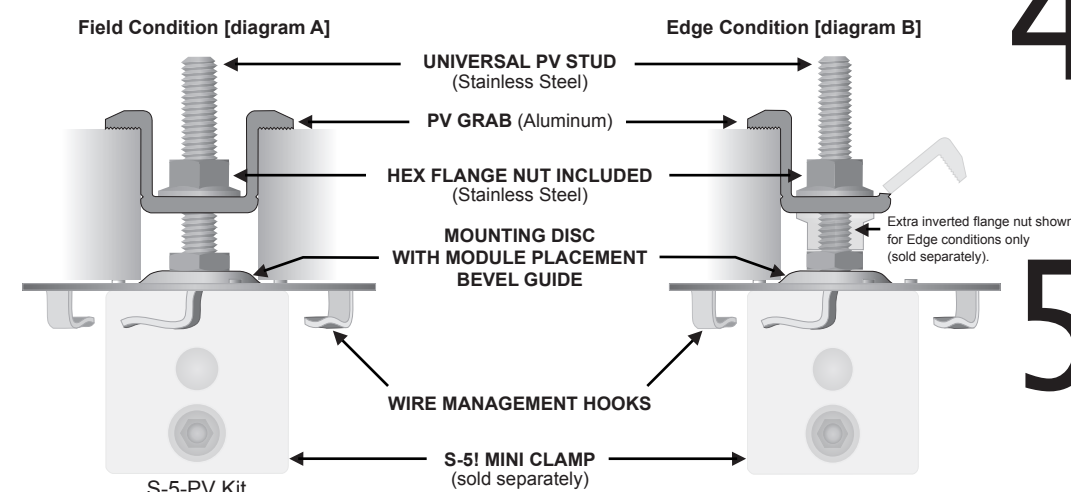 Field Condition [diagram A]
Edge Condition [diagram B]
4
UNIVERSAL PV STUD
(Stainless Steel)
PV GRAB (Aluminum)
HEX FLANGE NUT INCLUDED
(Stainless Steel)
MOUNTING DISC
WITH MODULE PLACEMENT
BEVEL GUIDE
Extra inverted flange nut shown
for Edge conditions only
(sold separately).
5
WIRE MANAGEMENT HOOKS
S-5! MINI CLAMP
(sold separately)
S-5-PV Kit